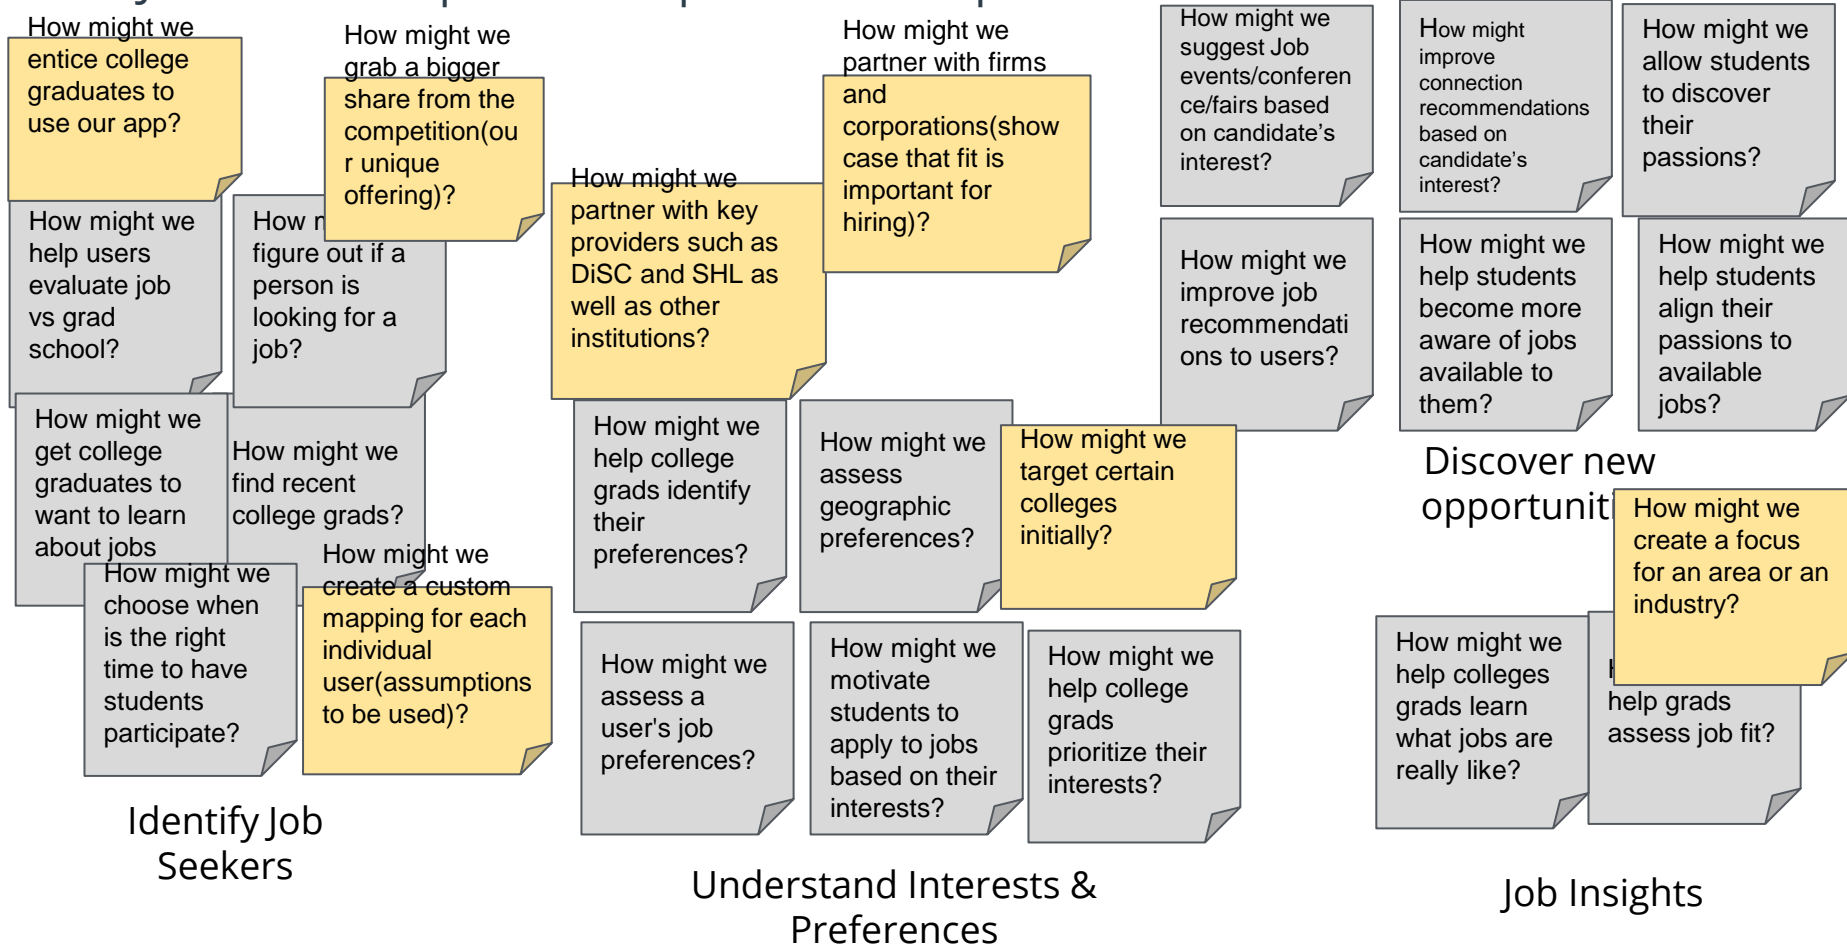 How might we
entice college
graduates to
use our app?
How might we
grab a bigger
share from the
competition(ou
r unique
offering)?
How might we
help users
evaluate job
vs grad
school?
How
figure out if a
person is
looking for a
job?
How might we
get college
graduates to
want to learn
about jobs
How might we
find recent
college grads?
How might we
choose when
is the right
time to have
students
participate?
How might we
create a custom
mapping for each
individual
user(assumptions
to be used)?
Identify Job
Seekers
How might we
partner with key
providers such as
DiSC and SHL as
well as other
institutions?
How might we
partner with firms
and
corporations(show
case that fit is
important for
hiring)?
How might we
help college
grads identify
their
preferences?
How might we
assess
geographic
preferences?
How might we
target certain
colleges
initially?
How might we
assess a
user's job
preferences?
How might we
motivate
students to
apply to jobs
based on their
interests?
How might we
help college
grads
prioritize their
interests?
Understand Interests &
Preferences
How might we
suggest Job
events/conferen
ce/fairs based
on candidate’s
interest?
How might
improve
connection
recommendations
based on
candidate’s
interest?
How might we
allow students
to discover
their
passions?
How might we
improve job
recommendati
ons to users?
How might we
help students
become more
aware of jobs
available to
them?
How might we
help students
align their
passions to
available
jobs?
Discover new
opportuniti
How might we
create a focus
for an area or an
industry?
How might we
help colleges
grads learn
what jobs are
really like?
help grads
assess job fit?
Job Insights